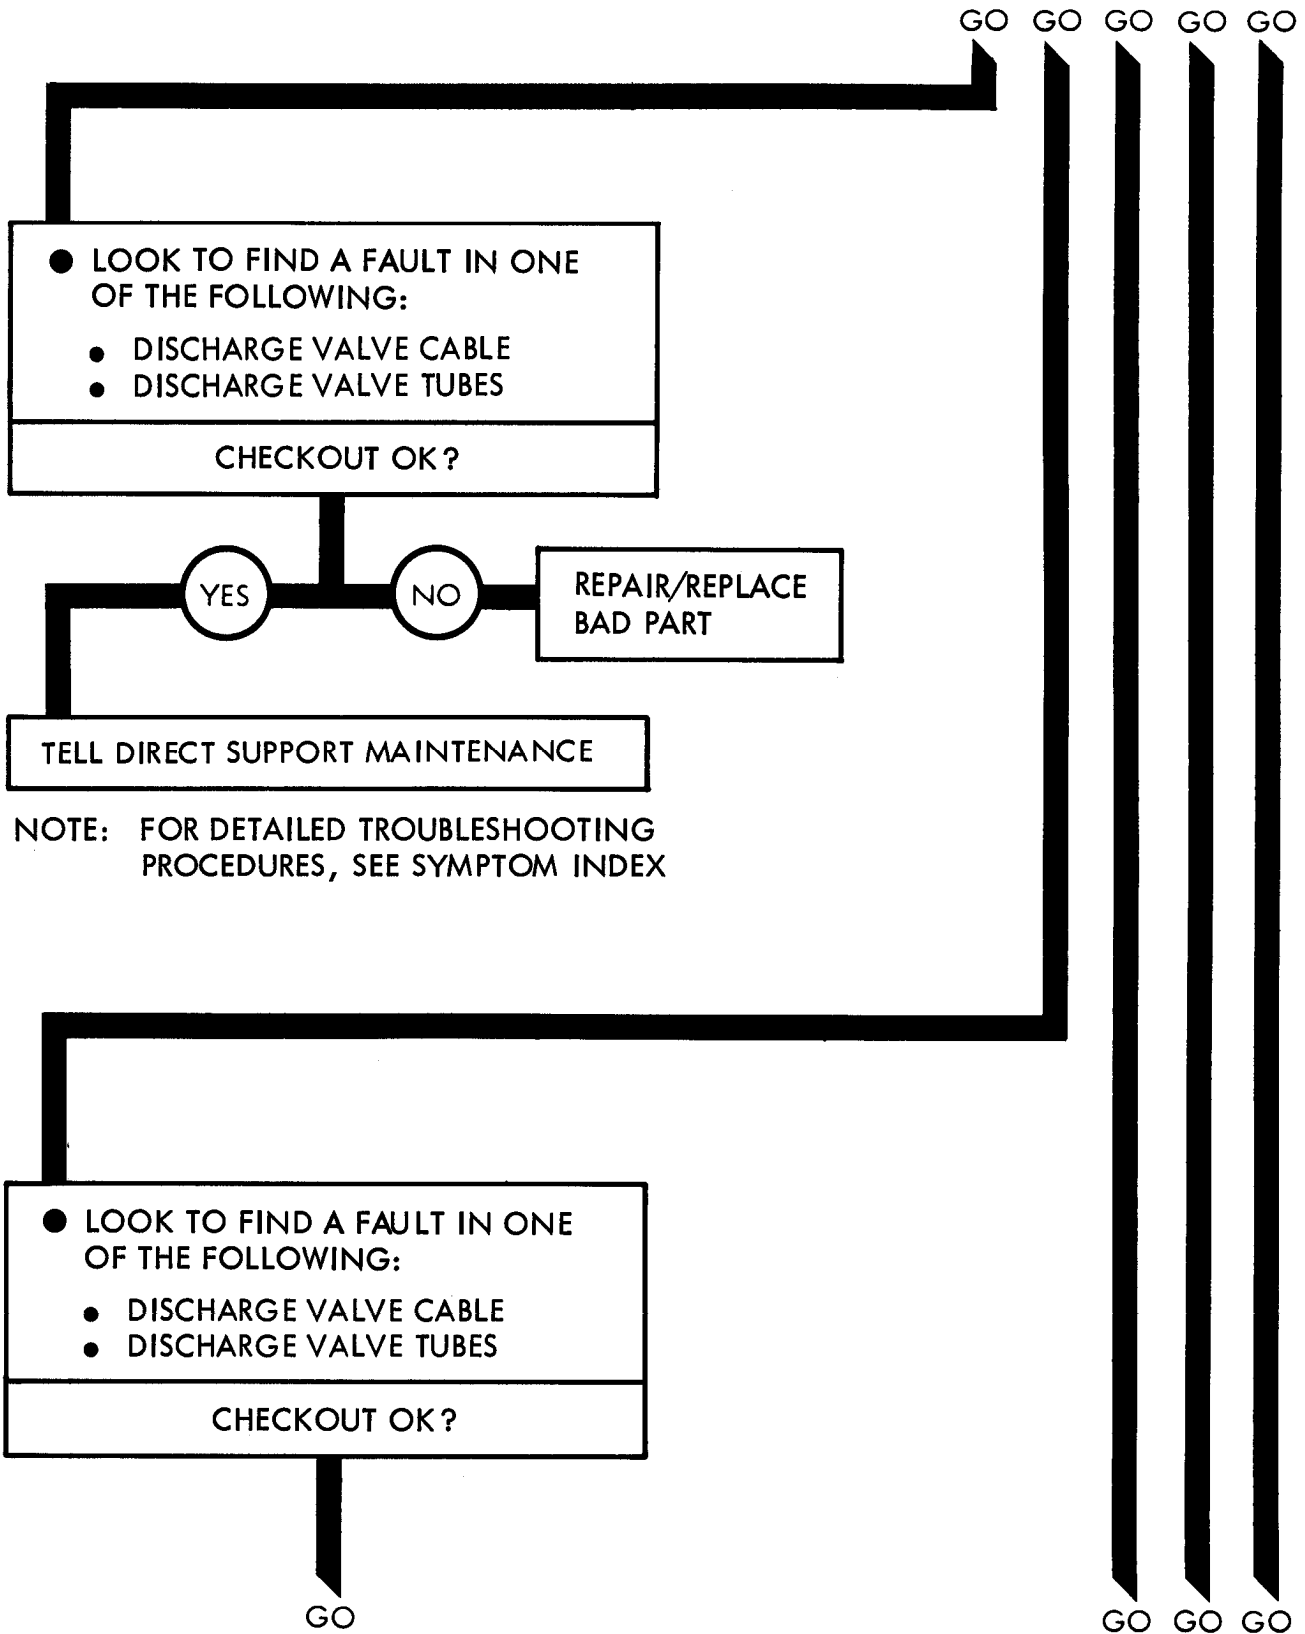 GO GO GO GO GO
● LOOK TO FIND A FAULT IN ONE
OF THE FOLLOWING:
● DISCHARGE VALVE CABLE
● DISCHARGE VALVE TUBES
CHECKOUT OK?
YES
NO
REPAIR/REPLACE
BAD PART
TELL DIRECT SUPPORT MAINTENANCE
NOTE: FOR DETAILED TROUBLESHOOTING
PROCEDURES, SEE SYMPTOM INDEX
● LOOK TO FIND A FAULT IN ONE
OF THE FOLLOWING:
● DISCHARGE VALVE CABLE
● DISCHARGE VALVE TUBES
CHECKOUT OK?
GO
GO GO GO